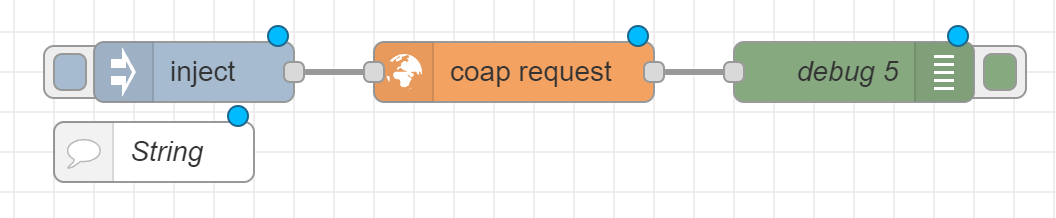 inject
coap request
debug 5
String